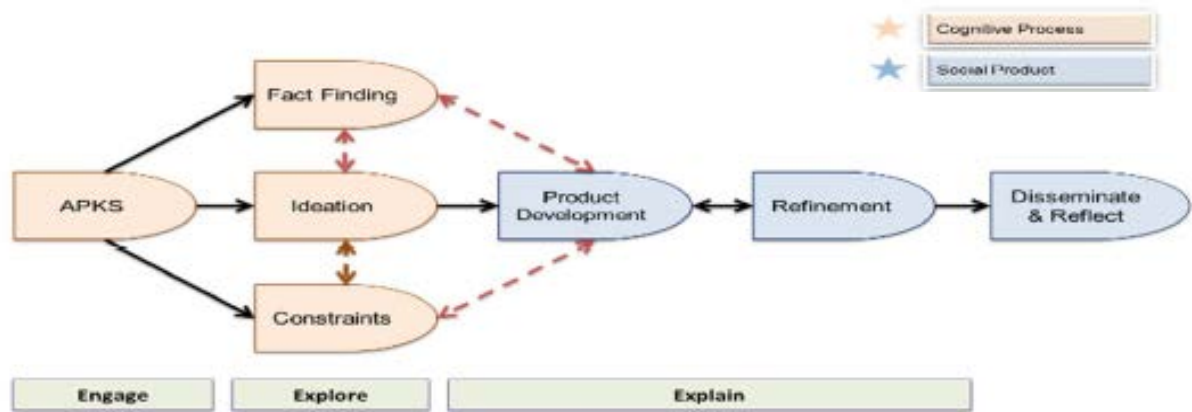 Cognitive Process
Social Product
Fact Finding
APKS
Ideation
Product
Development
Refinement
Disseminate
& Reflect
Constraints
Engage
Explore
Explain